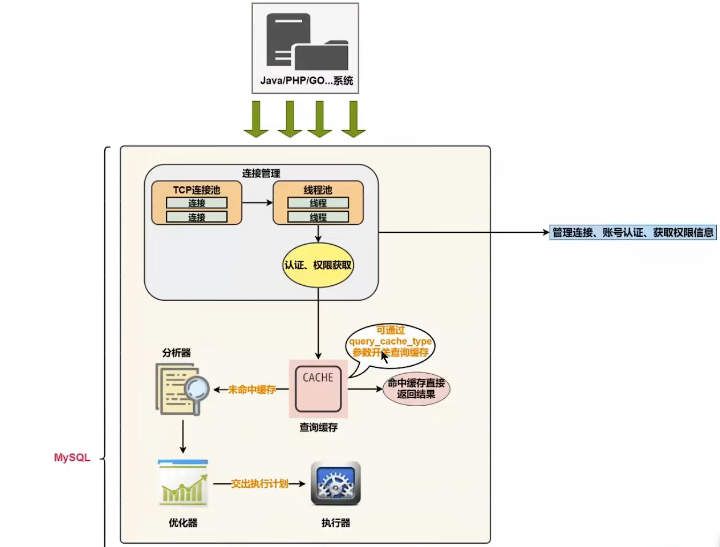 Java/PHP/GO...系统
连接管理
TCP连接池
连接
连接
线程池
线程
线程
认证、权限获取
管理连接、账号认证、获取权限信息
可通过
query_cache_type
参数开关查询缓存
分析器
未命中缓存
CACHE
查询缓存
命中缓存直接
返回结果
MySQL
交出执行计划
优化器
执行器